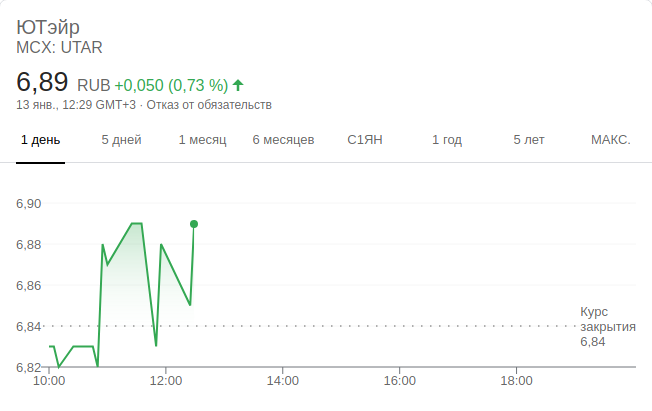 ЮТэйр
MCX: UTAR
6,89 RUB +0,050 (0,73 %)
13 янв., 12:29 GMT+3 · Отказ от обязательств
1 день 5 дней 1 месяц 6 месяцев С1ЯН 1 год 5 лет МАКС.
6,90
6,88
6,86
6,84
6,82
Курс
закрытия
6,84
10:00 12:00 14:00 16:00 18:00